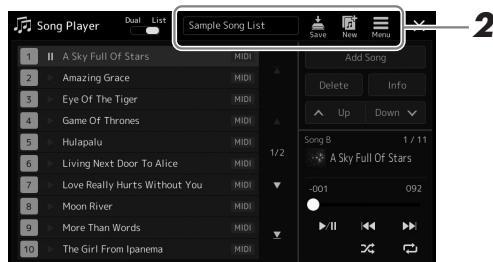 Song Player Dual List Sample Song List Save New Menu 2
1 A Sky Full Of Stars MIDI
2 Amazing Grace MIDI
3 Eye Of The Tiger MIDI
4 Game Of Thrones MIDI
5 Hulapalu MIDI
6 Living Next Door To Alice MIDI
7 Love Really Hurts Without You MIDI
8 Moon River MIDI
9 More Than Words MIDI
10 The Girl From Ipanema MIDI
1/2
Add Song
Delete Info
Up Down
Song B 1 / 11
A Sky Full Of Stars
-001 092